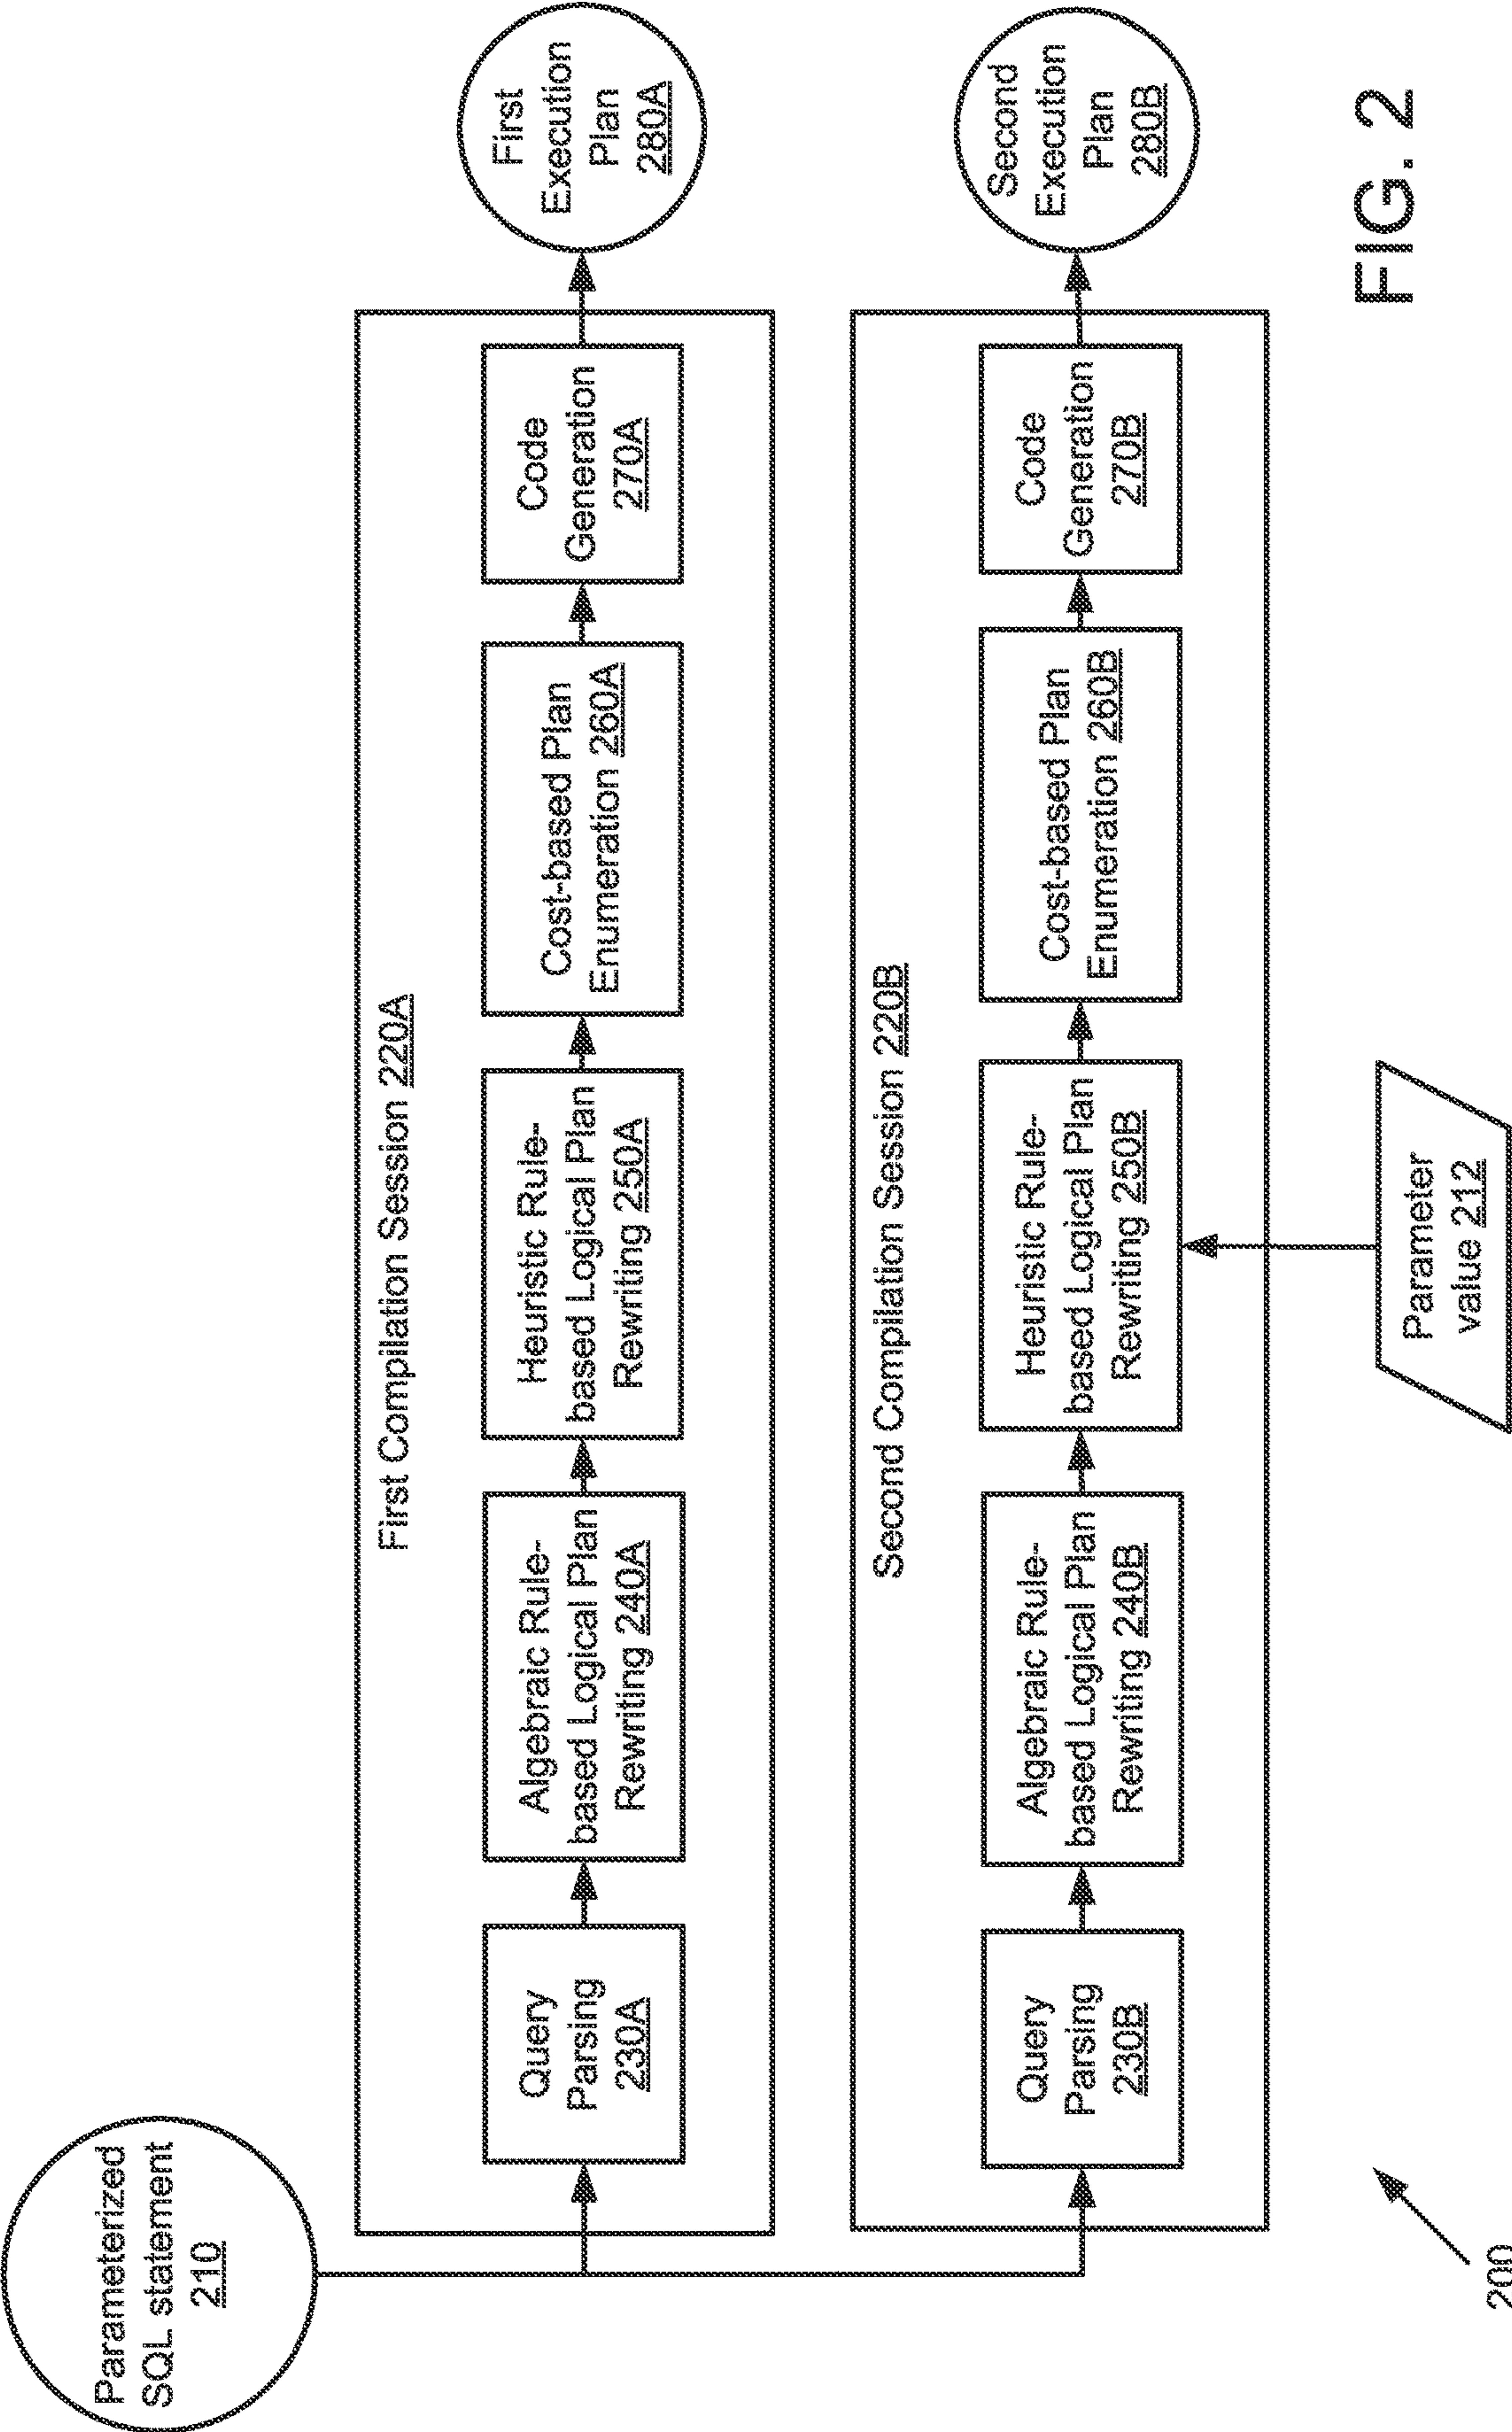 Parameterized
SQL statement
210
First Compilation Session 220A
Query
Parsing
230A
Algebraic Rule-
based Logical Plan
Rewriting 240A
Heuristic Rule-
based Logical Plan
Rewriting 250A
Cost-based Plan
Enumeration 260A
Code
Generation
270A
First
Execution
Plan
280A
Second Compilation Session 220B
Query
Parsing
230B
Algebraic Rule-
based Logical Plan
Rewriting 240B
Heuristic Rule-
based Logical Plan
Rewriting 250B
Cost-based Plan
Enumeration 260B
Code
Generation
270B
Second
Execution
Plan
280B
Parameter
value 212
200
FIG. 2